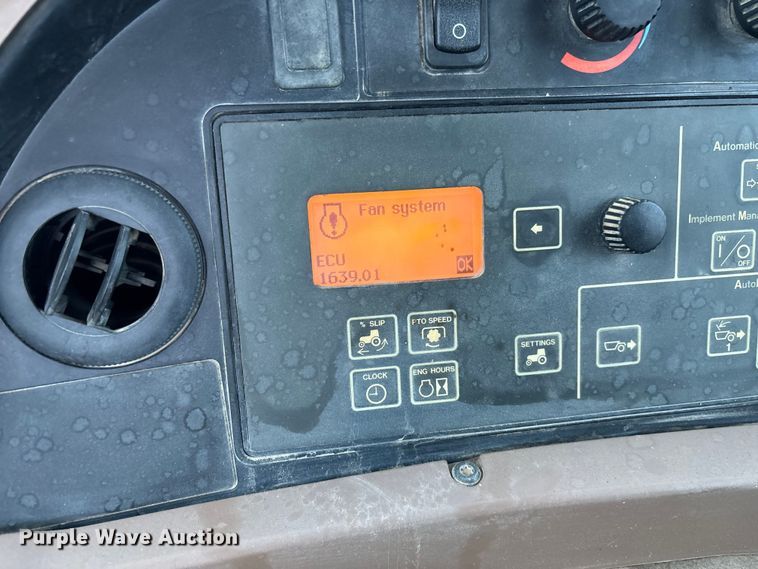 Automatic
Fan system
Implement
ON
I/O
OFF
ECU
OK
1639.01
% SLIP
PTO SPEED
SETTINGS
1
CLOCK
ENG HOURS
Purple Wave Auction